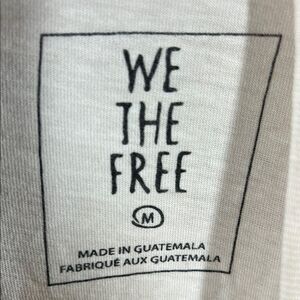 WE
THE
FREE
M
MADE IN GUATEMALA
FABRIQUÉ AUX GUATEMALA